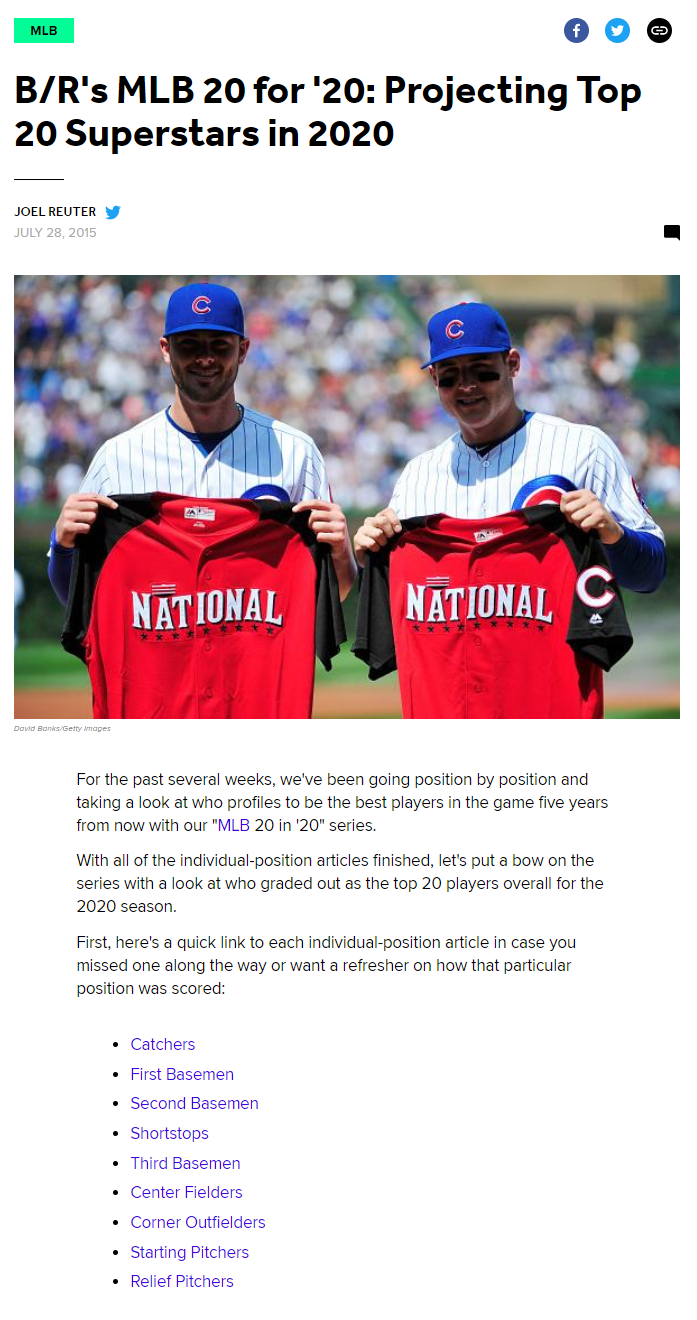 MLB
B/R's MLB 20 for '20: Projecting Top
20 Superstars in 2020
JOEL REUTER
JULY 28, 2015
C
C
NATIONAL
NATIONAL
C
David Banks/Getty Images
For the past several weeks, we've been going position by position and
taking a look at who profiles to be the best players in the game five years
from now with our "MLB 20 in '20" series.
With all of the individual-position articles finished, let's put a bow on the
series with a look at who graded out as the top 20 players overall for the
2020 season.
First, here's a quick link to each individual-position article in case you
missed one along the way or want a refresher on how that particular
position was scored:
• Catchers
• First Basemen
• Second Basemen
• Shortstops
• Third Basemen
• Center Fielders
• Corner Outfielders
• Starting Pitchers
• Relief Pitchers